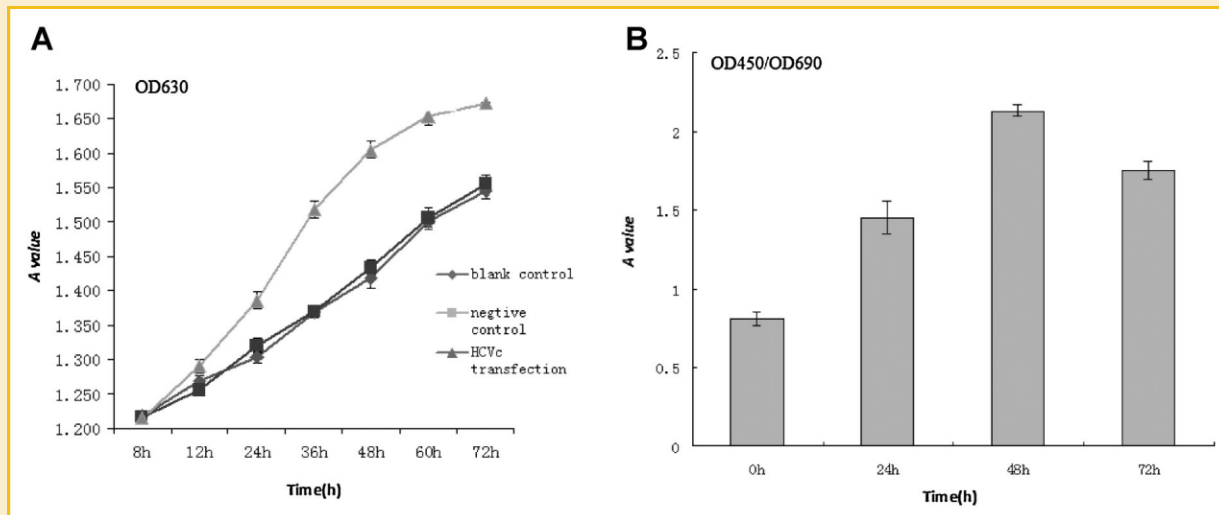 A
OD630
1.700
1.650
1.600
1.550
1.500
1.450
1.400
1.350
1.300
1.250
1.200
A value
8h 12h 24h 36h 48h 60h 72h
Time(h)
blank control
negtive
control
HCVc
transfection
B
OD450/OD690
2.5
2
1.5
1
0.5
0
A value
0h 24h 48h 72h
Time(h)